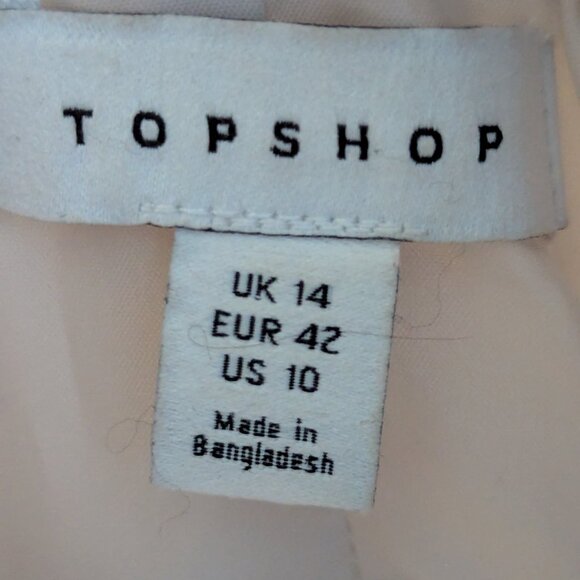 TOPSHOP
UK 14
EUR 42
US 10
Made in
Bangladesh